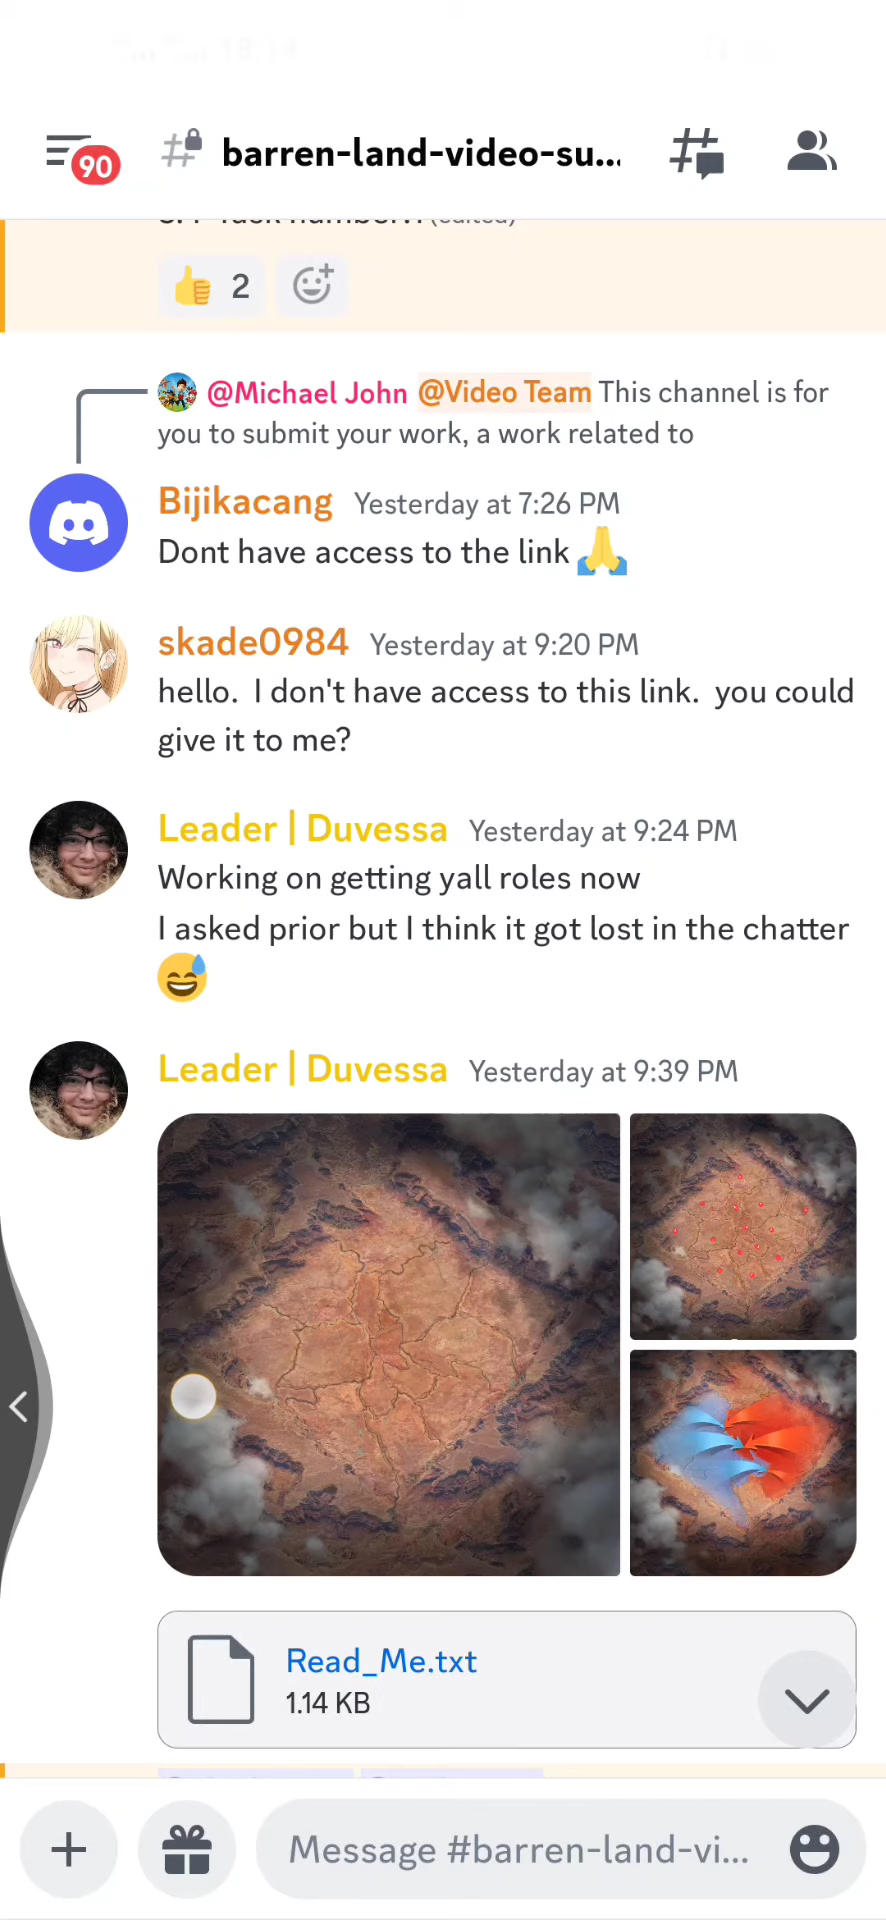 90
barren-land-video-su...
(edited)
2
@Michael John @Video Team This channel is for
you to submit your work, a work related to
Bijikacang Yesterday at 7:26 PM
Dont have access to the link
skade0984 Yesterday at 9:20 PM
hello. I don't have access to this link. you could
give it to me?
Leader | Duvessa Yesterday at 9:24 PM
Working on getting yall roles now
I asked prior but I think it got lost in the chatter
Leader | Duvessa Yesterday at 9:39 PM
Read_Me.txt
1.14 KB
Message #barren-land-vi...